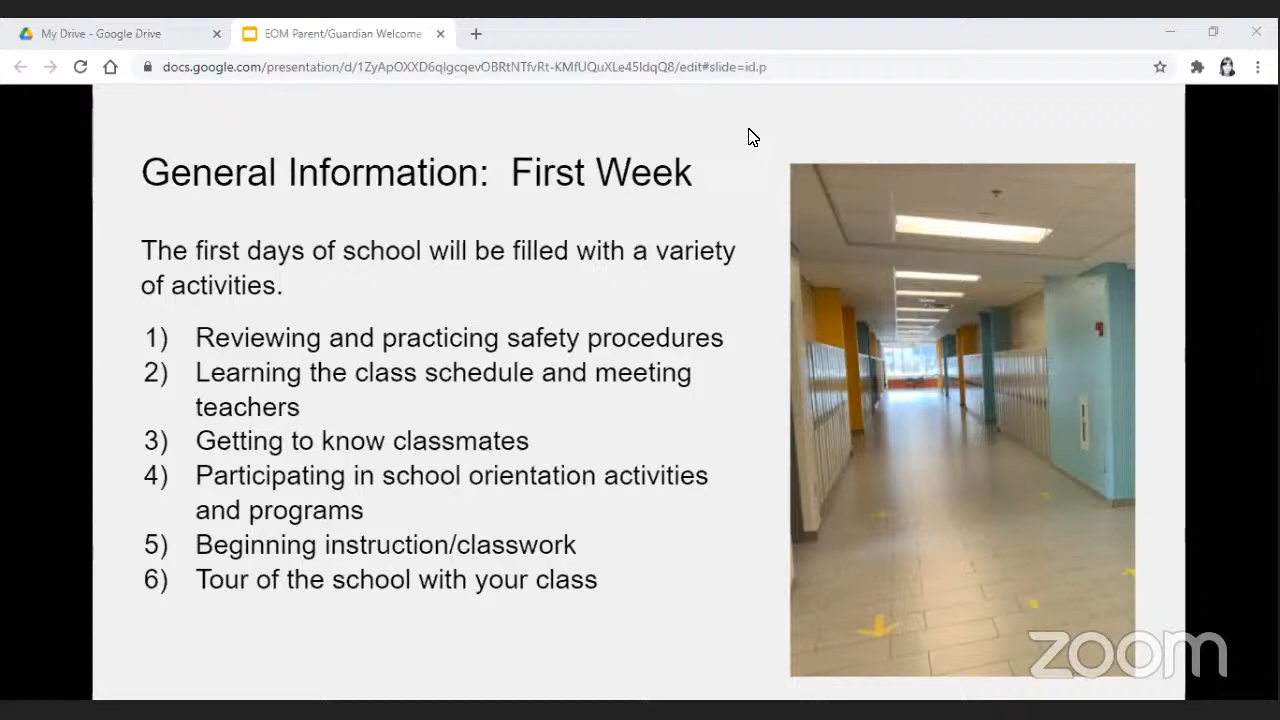 My Drive - Google Drive
EOM Parent/Guardian Welcome
docs.google.com/presentation/d/1ZyApOXXD6qIgcqevOBRtNTfvRt-KMfUQuXLe45IdqQ8/edit#slide=id.p
General Information: First Week
The first days of school will be filled with a variety
of activities.
1) Reviewing and practicing safety procedures
2) Learning the class schedule and meeting
teachers
3) Getting to know classmates
4) Participating in school orientation activities
and programs
5) Beginning instruction/classwork
6) Tour of the school with your class
zoom